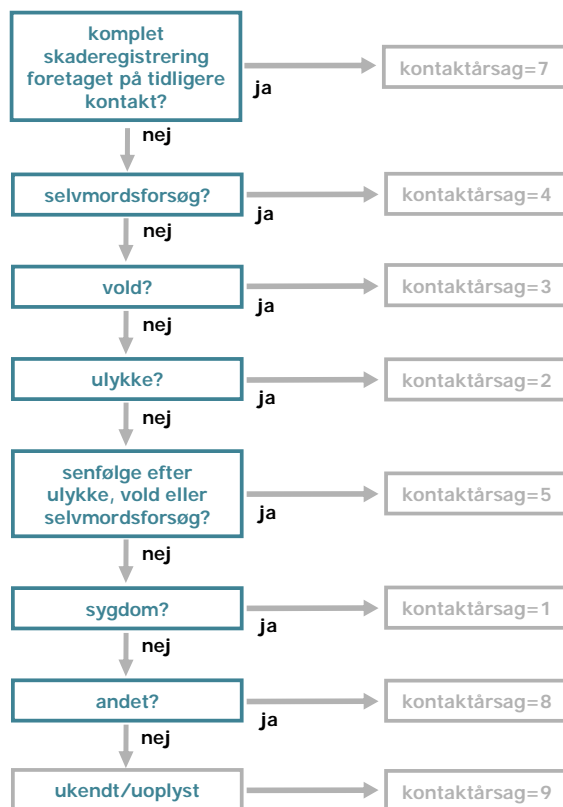 komplet
skaderegistrering
foretaget på tidligere
kontakt?
ja
kontaktårsag=7
nej
selvmordsforsøg?
ja
kontaktårsag=4
nej
vold?
ja
kontaktårsag=3
nej
ulykke?
ja
kontaktårsag=2
nej
senfølge efter
ulykke, vold eller
selvmordsforsøg?
ja
kontaktårsag=5
nej
sygdom?
ja
kontaktårsag=1
nej
andet?
ja
kontaktårsag=8
nej
ukendt/uoplyst
kontaktårsag=9